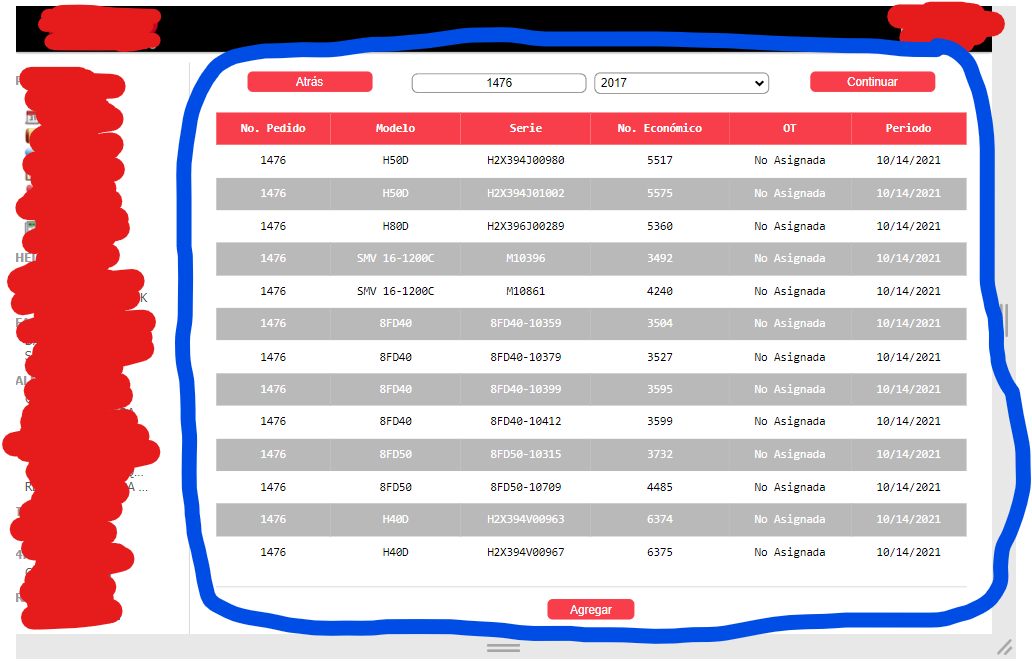 Atrás 1476 2017 Continuar
No. Pedido Modelo Serie No. Económico OT Periodo
1476 H50D H2X394J00980 5517 No Asignada 10/14/2021
1476 H50D H2X394J01002 5575 No Asignada 10/14/2021
1476 H80D H2X396J00289 5360 No Asignada 10/14/2021
1476 SMV 16-1200C M10396 3492 No Asignada 10/14/2021
1476 SMV 16-1200C M10861 4240 No Asignada 10/14/2021
1476 8FD40 8FD40-10359 3504 No Asignada 10/14/2021
1476 8FD40 8FD40-10379 3527 No Asignada 10/14/2021
1476 8FD40 8FD40-10399 3595 No Asignada 10/14/2021
1476 8FD40 8FD40-10412 3599 No Asignada 10/14/2021
1476 8FD50 8FD50-10315 3732 No Asignada 10/14/2021
1476 8FD50 8FD50-10709 4485 No Asignada 10/14/2021
1476 H40D H2X394V00963 6374 No Asignada 10/14/2021
1476 H40D H2X394V00967 6375 No Asignada 10/14/2021
Agregar